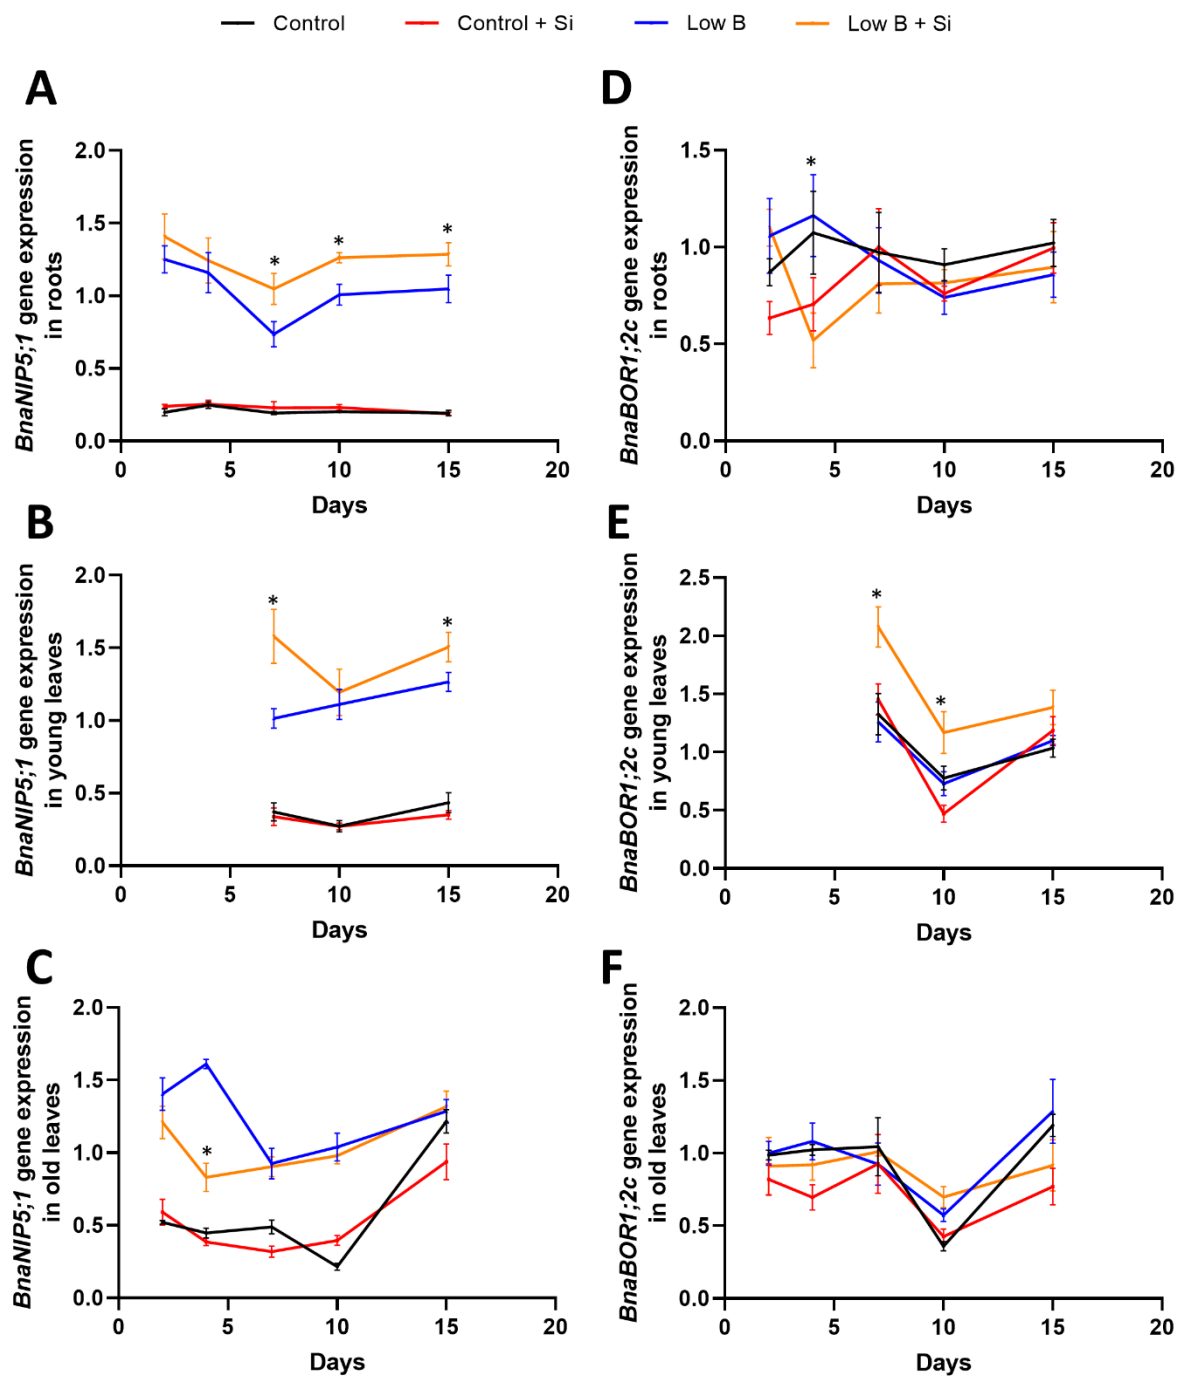 Control Control + Si Low B Low B + Si
A
BnaNIP5;1 gene expression
in roots
2.0
1.5
1.0
0.5
0.0
* * *
0 5 10 15 20
Days
D
BnaBOR1;2c gene expression
in roots
1.5
1.0
0.5
0.0
*
0 5 10 15 20
Days
B
BnaNIP5;1 gene expression
in young leaves
2.0
1.5
1.0
0.5
0.0
* *
0 5 10 15 20
Days
E
BnaBOR1;2c gene expression
in young leaves
2.5
2.0
1.5
1.0
0.5
0.0
* *
0 5 10 15 20
Days
C
BnaNIP5;1 gene expression
in old leaves
2.0
1.5
1.0
0.5
0.0
*
0 5 10 15 20
Days
F
BnaBOR1;2c gene expression
in old leaves
2.0
1.5
1.0
0.5
0.0
0 5 10 15 20
Days